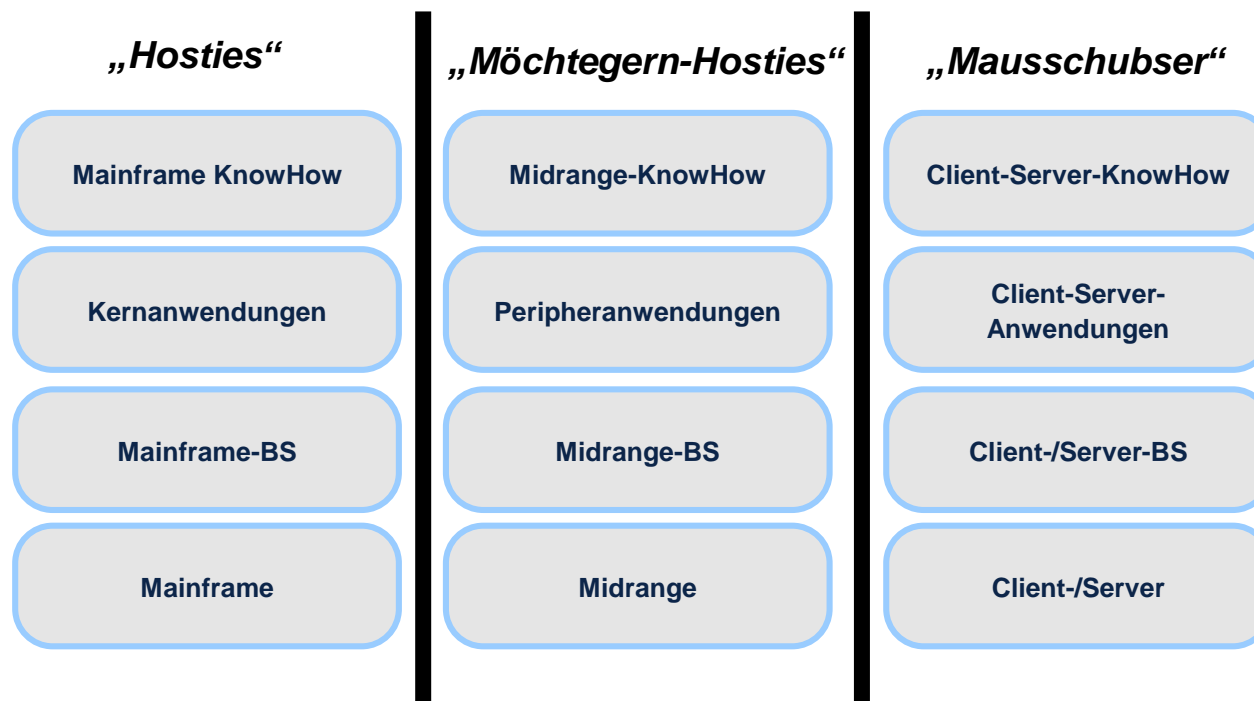 „Hosties“
Mainframe KnowHow
Kernanwendungen
Mainframe-BS
Mainframe
„Möchtegern-Hosties“
Midrange-KnowHow
Peripheranwendungen
Midrange-BS
Midrange
„Mausschubser“
Client-Server-KnowHow
Client-Server-
Anwendungen
Client-/Server-BS
Client-/Server